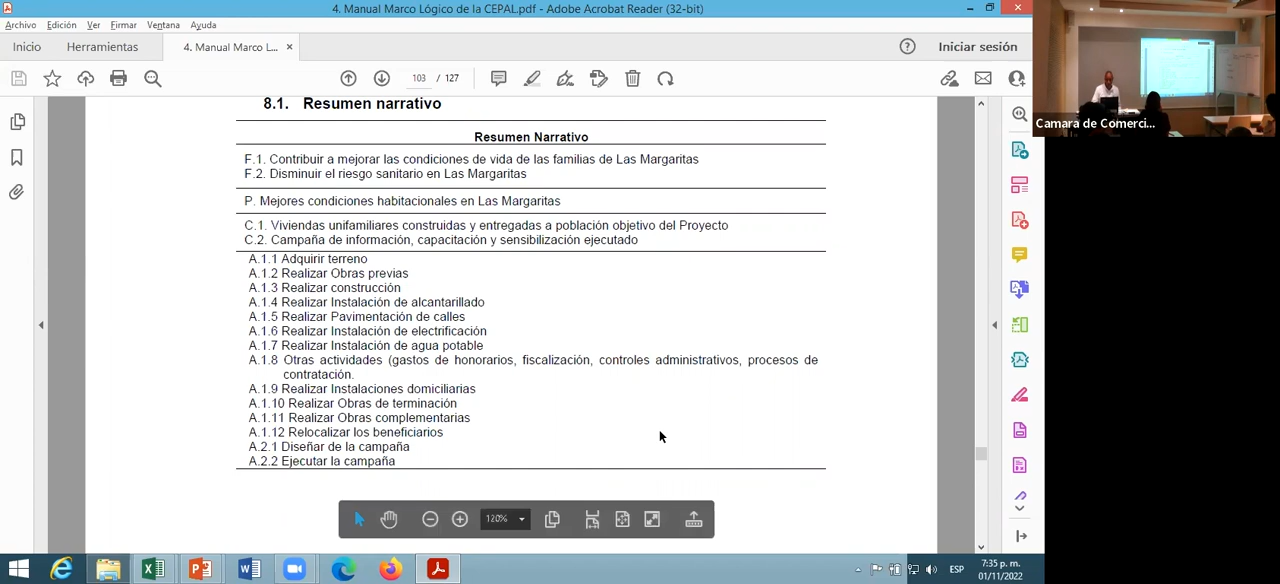 4. Manual Marco Lógico de la CEPAL.pdf - Adobe Acrobat Reader (32-bit)
Archivo Edición Ver Firmar Ventana Ayuda
Inicio Herramientas 4. Manual Marco L... × Iniciar sesión
103 / 127
8.1. Resumen narrativo
Resumen Narrativo
F.1. Contribuir a mejorar las condiciones de vida de las familias de Las Margaritas
F.2. Disminuir el riesgo sanitario en Las Margaritas
P. Mejores condiciones habitacionales en Las Margaritas
C.1. Viviendas unifamiliares construidas y entregadas a población objetivo del Proyecto
C.2. Campaña de información, capacitación y sensibilización ejecutado
A.1.1 Adquirir terreno
A.1.2 Realizar Obras previas
A.1.3 Realizar construcción
A.1.4 Realizar Instalación de alcantarillado
A.1.5 Realizar Pavimentación de calles
A.1.6 Realizar Instalación de electrificación
A.1.7 Realizar Instalación de agua potable
A.1.8 Otras actividades (gastos de honorarios, fiscalización, controles administrativos, procesos de
contratación.
A.1.9 Realizar Instalaciones domiciliarias
A.1.10 Realizar Obras de terminación
A.1.11 Realizar Obras complementarias
A.1.12 Relocalizar los beneficiarios
A.2.1 Diseñar de la campaña
A.2.2 Ejecutar la campaña
120%
Camara de Comerci...
ESP
7:35 p. m.
01/11/2022